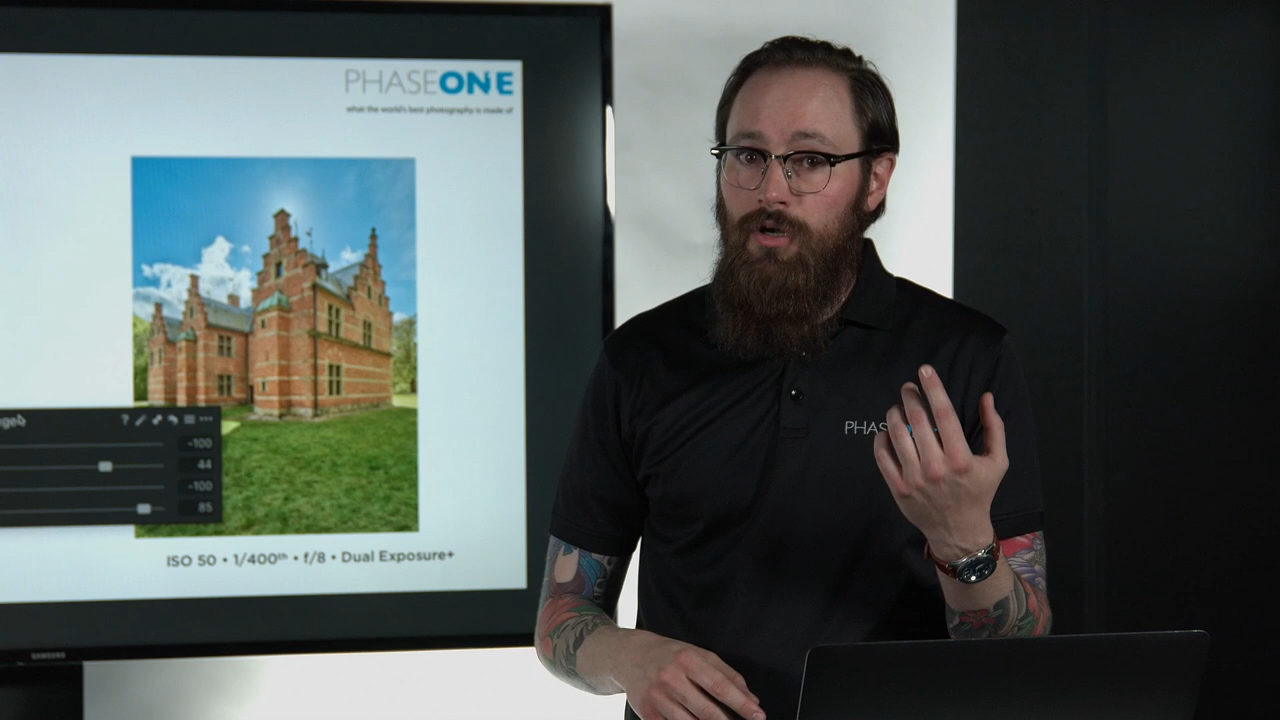 PHASEONE
what the world's best photography is made of
? ...
-100
44
-100
85
ISO 50 • 1/400th • f/8 • Dual Exposure+
SAMSUNG
PHAS